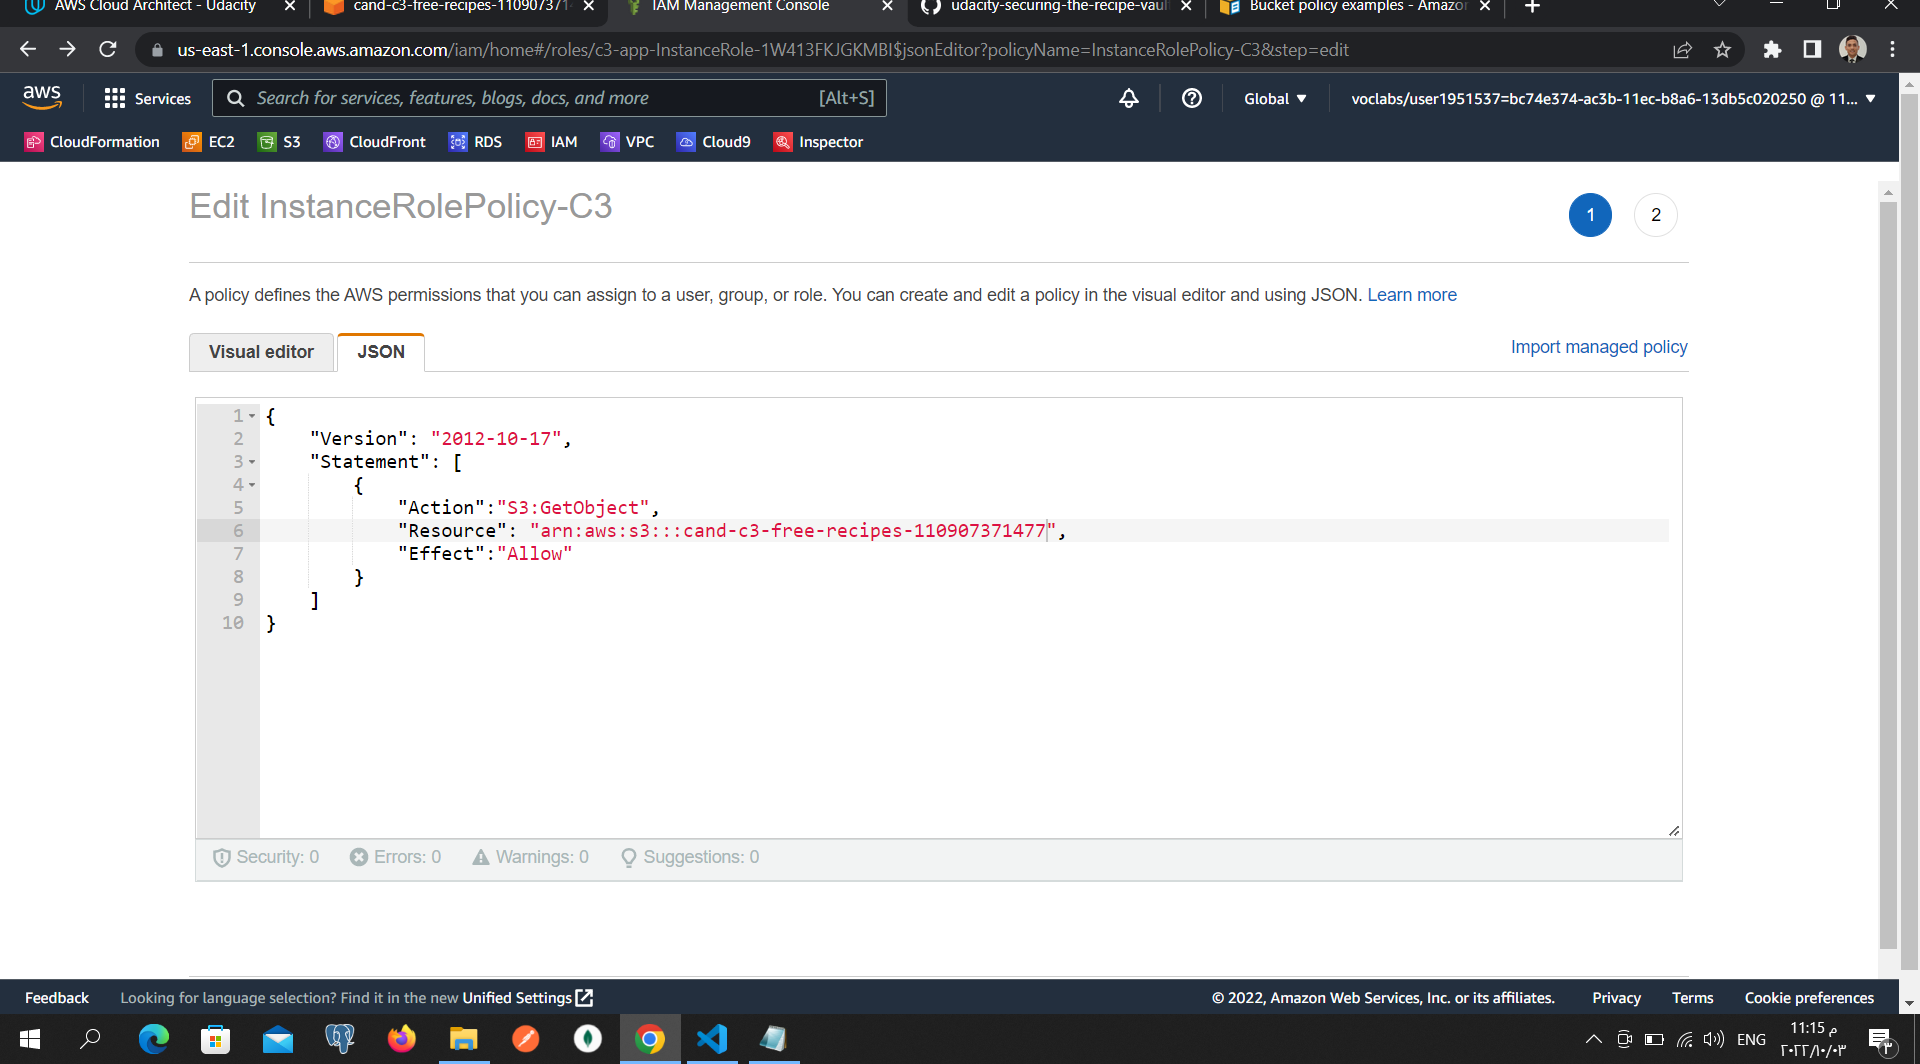 AWS Cloud Architect - Udacity
cand-c3-free-recipes-1109073714
IAM Management Console
udacity-securing-the-recipe-vaul
Bucket policy examples - Amazon
us-east-1.console.aws.amazon.com/iam/home#/roles/c3-app-InstanceRole-1W413FKJGKMBI$jsonEditor?policyName=InstanceRolePolicy-C3&step=edit
aws
Services
Search for services, features, blogs, docs, and more
[Alt+S]
Global
voclabs/user1951537=bc74e374-ac3b-11ec-b8a6-13db5c020250 @ 11...
CloudFormation
EC2
S3
CloudFront
RDS
IAM
VPC
Cloud9
Inspector
Edit InstanceRolePolicy-C3
1
2
A policy defines the AWS permissions that you can assign to a user, group, or role. You can create and edit a policy in the visual editor and using JSON. Learn more
Visual editor
JSON
Import managed policy
1 {
2 "Version": "2012-10-17",
3 "Statement": [
4 {
5 "Action":"S3:GetObject",
6 "Resource": "arn:aws:s3:::cand-c3-free-recipes-110907371477",
7 "Effect":"Allow"
8 }
9 ]
10 }
Security: 0
Errors: 0
Warnings: 0
Suggestions: 0
Feedback
Looking for language selection? Find it in the new Unified Settings
© 2022, Amazon Web Services, Inc. or its affiliates.
Privacy
Terms
Cookie preferences
ENG
11:15 م
٢٠٢٢/١٠/٠٣
٣